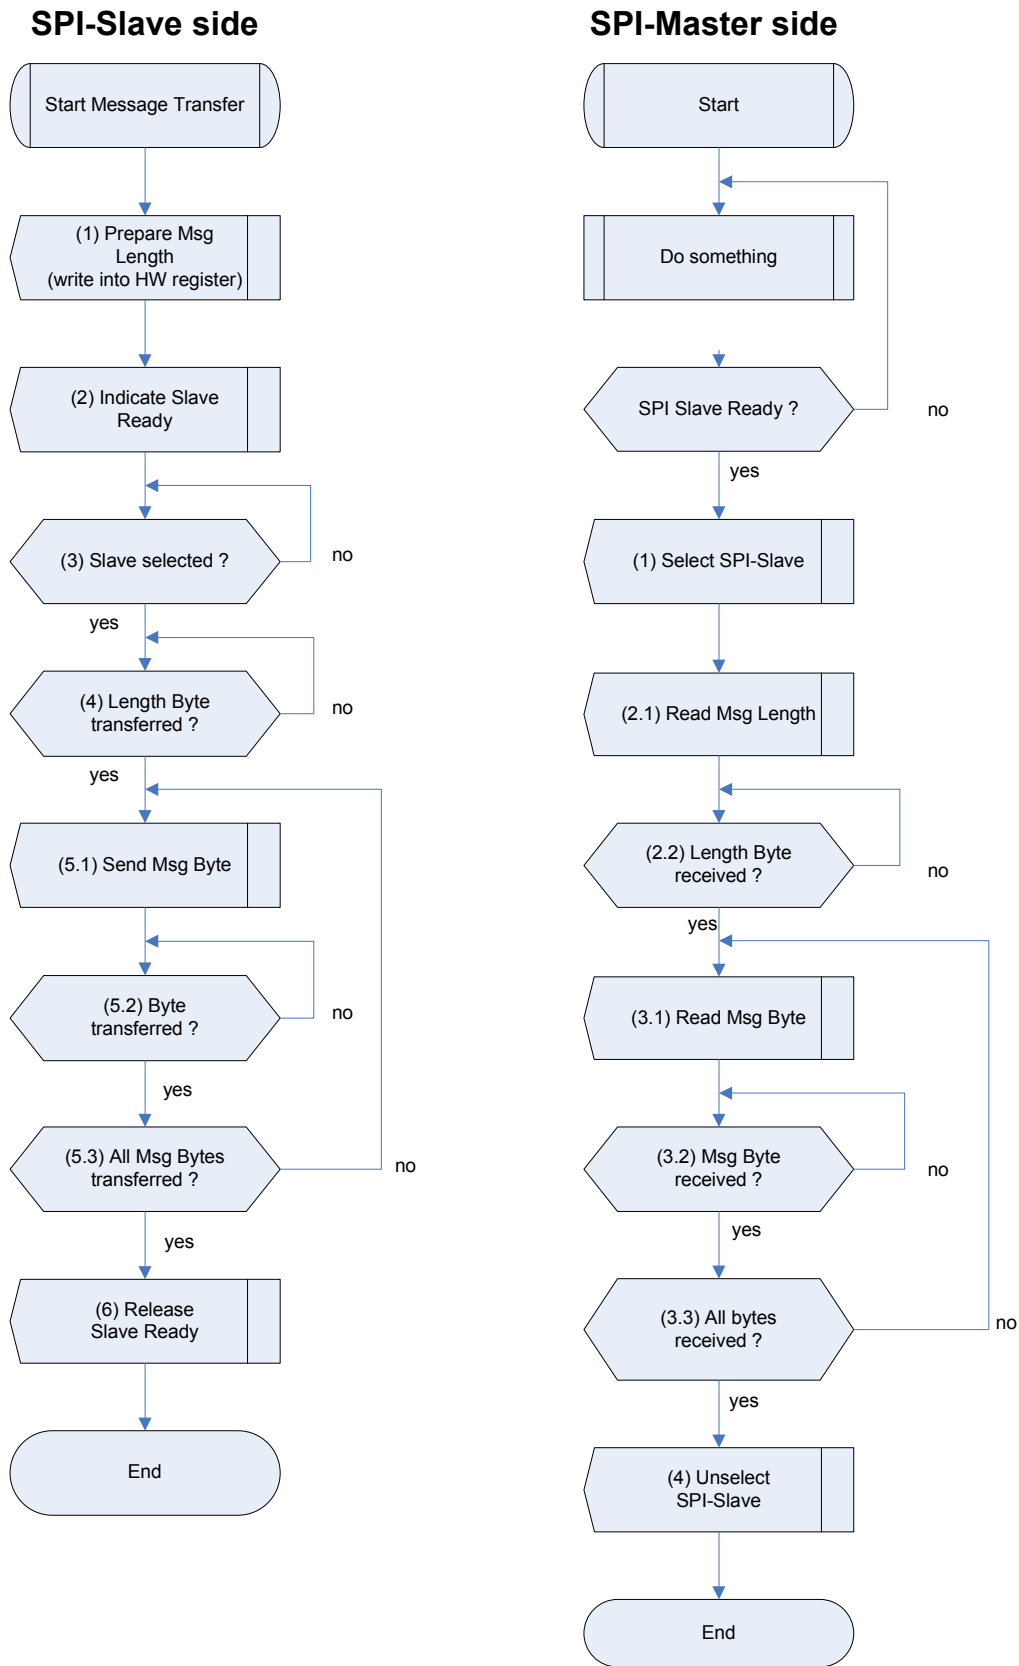 SPI-Slave side
Start Message Transfer
(1) Prepare Msg
Length
(write into HW register)
(2) Indicate Slave
Ready
(3) Slave selected ?
no
yes
(4) Length Byte
transferred ?
no
yes
(5.1) Send Msg Byte
(5.2) Byte
transferred ?
no
yes
(5.3) All Msg Bytes
transferred ?
no
yes
(6) Release
Slave Ready
End
SPI-Master side
Start
Do something
SPI Slave Ready ?
no
yes
(1) Select SPI-Slave
(2.1) Read Msg Length
(2.2) Length Byte
received ?
no
yes
(3.1) Read Msg Byte
(3.2) Msg Byte
received ?
no
yes
(3.3) All bytes
received ?
no
yes
(4) Unselect
SPI-Slave
End